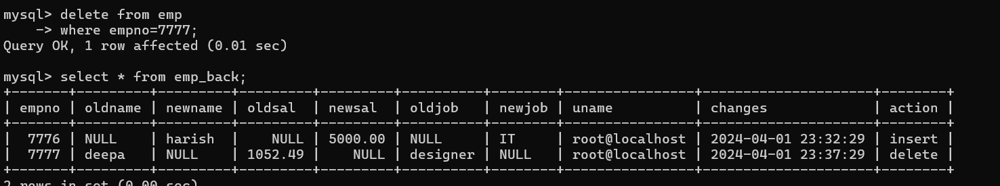 mysql> delete from emp
    -> where empno=7777;
Query OK, 1 row affected (0.01 sec)

mysql> select * from emp_back;
+-------+---------+---------+---------+---------+----------+--------+----------------+---------------------+--------+
| empno | oldname | newname | oldsal  | newsal  | oldjob   | newjob | uname          | changes             | action |
+-------+---------+---------+---------+---------+----------+--------+----------------+---------------------+--------+
|  7776 | NULL    | harish  |    NULL | 5000.00 | NULL     | IT     | root@localhost | 2024-04-01 23:32:29 | insert |
|  7777 | deepa   | NULL    | 1052.49 |    NULL | designer | NULL   | root@localhost | 2024-04-01 23:37:29 | delete |
+-------+---------+---------+---------+---------+----------+--------+----------------+---------------------+--------+
2 rows in set (0.00 sec)